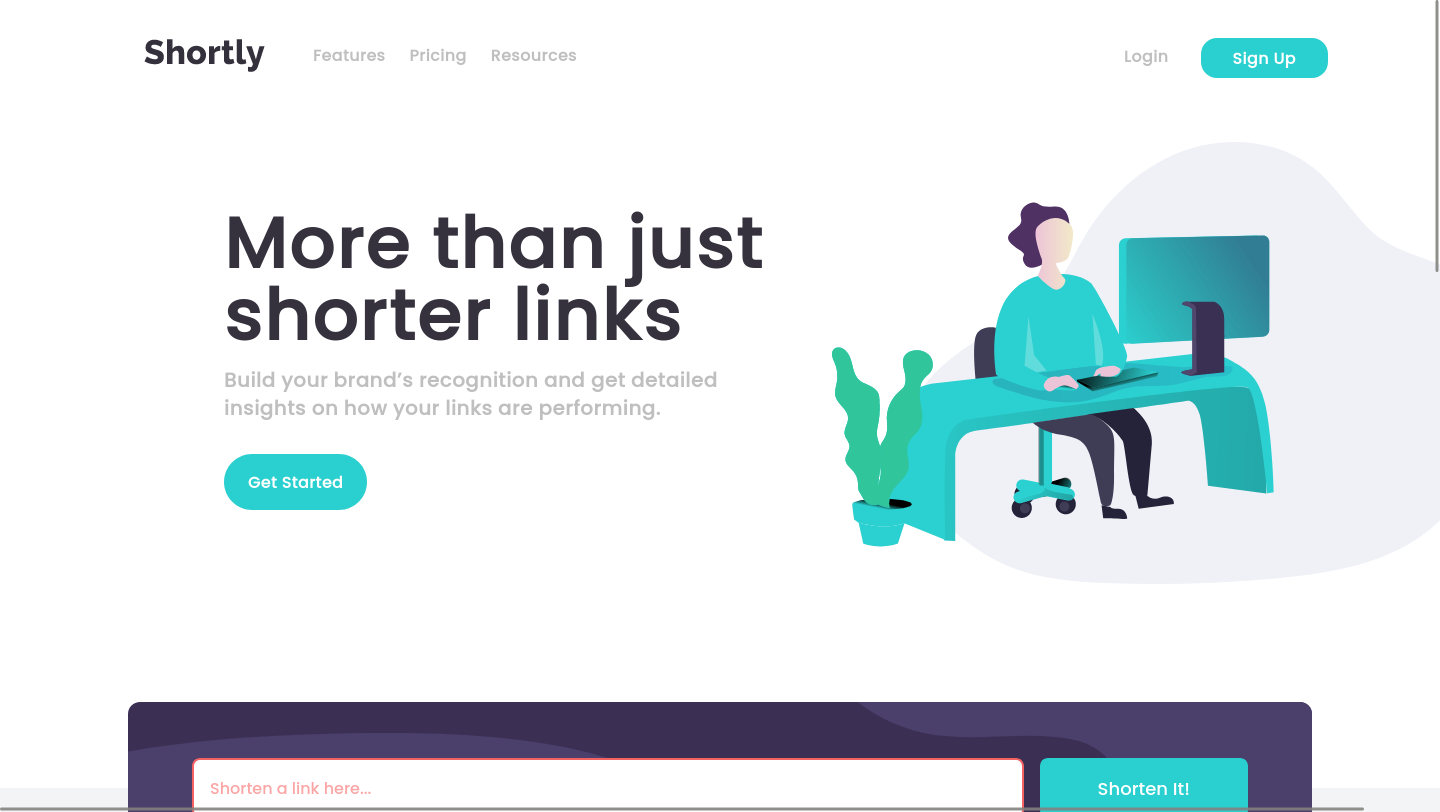 Shortly Features Pricing Resources Login Sign Up
More than just
shorter links
Build your brand’s recognition and get detailed
insights on how your links are performing.
Get Started
Shorten a link here... Shorten It!